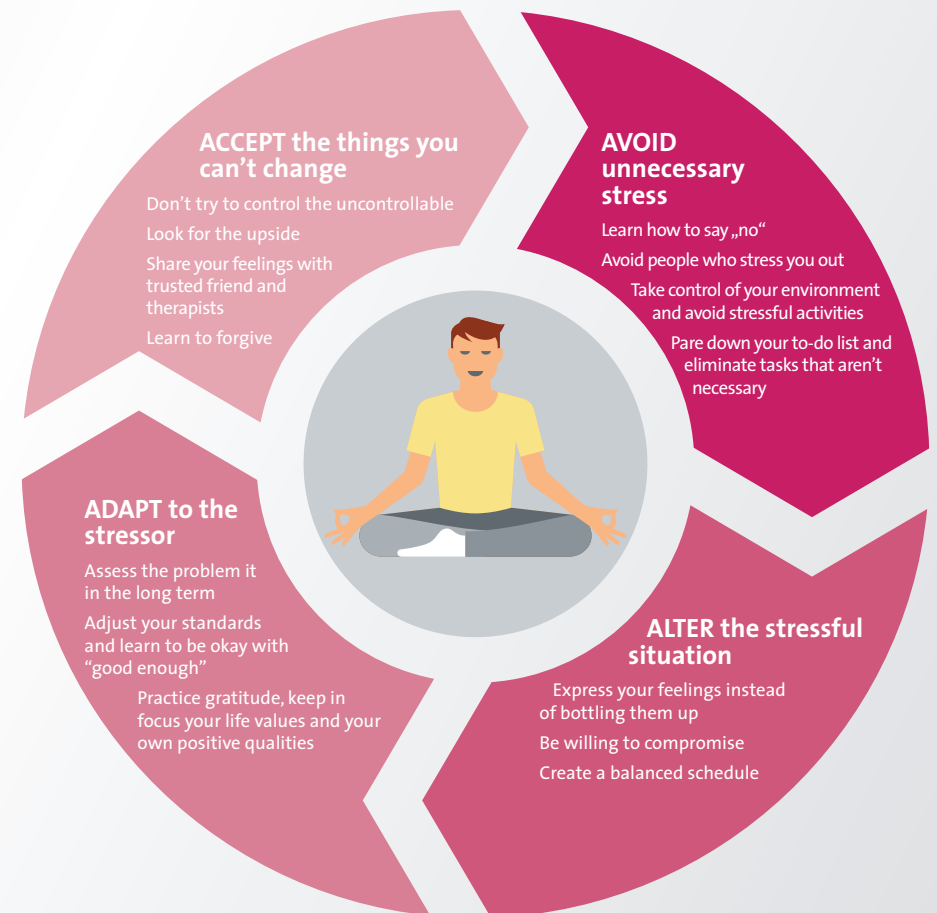 ACCEPT the things you
can't change
Don't try to control the uncontrollable
Look for the upside
Share your feelings with
trusted friend and
therapists
Learn to forgive
AVOID
unnecessary
stress
Learn how to say „no“
Avoid people who stress you out
Take control of your environment
and avoid stressful activities
Pare down your to-do list and
eliminate tasks that aren't
necessary
ALTER the stressful
situation
Express your feelings instead
of bottling them up
Be willing to compromise
Create a balanced schedule
ADAPT to the
stressor
Assess the problem it
in the long term
Adjust your standards
and learn to be okay with
“good enough”
Practice gratitude, keep in
focus your life values and your
own positive qualities